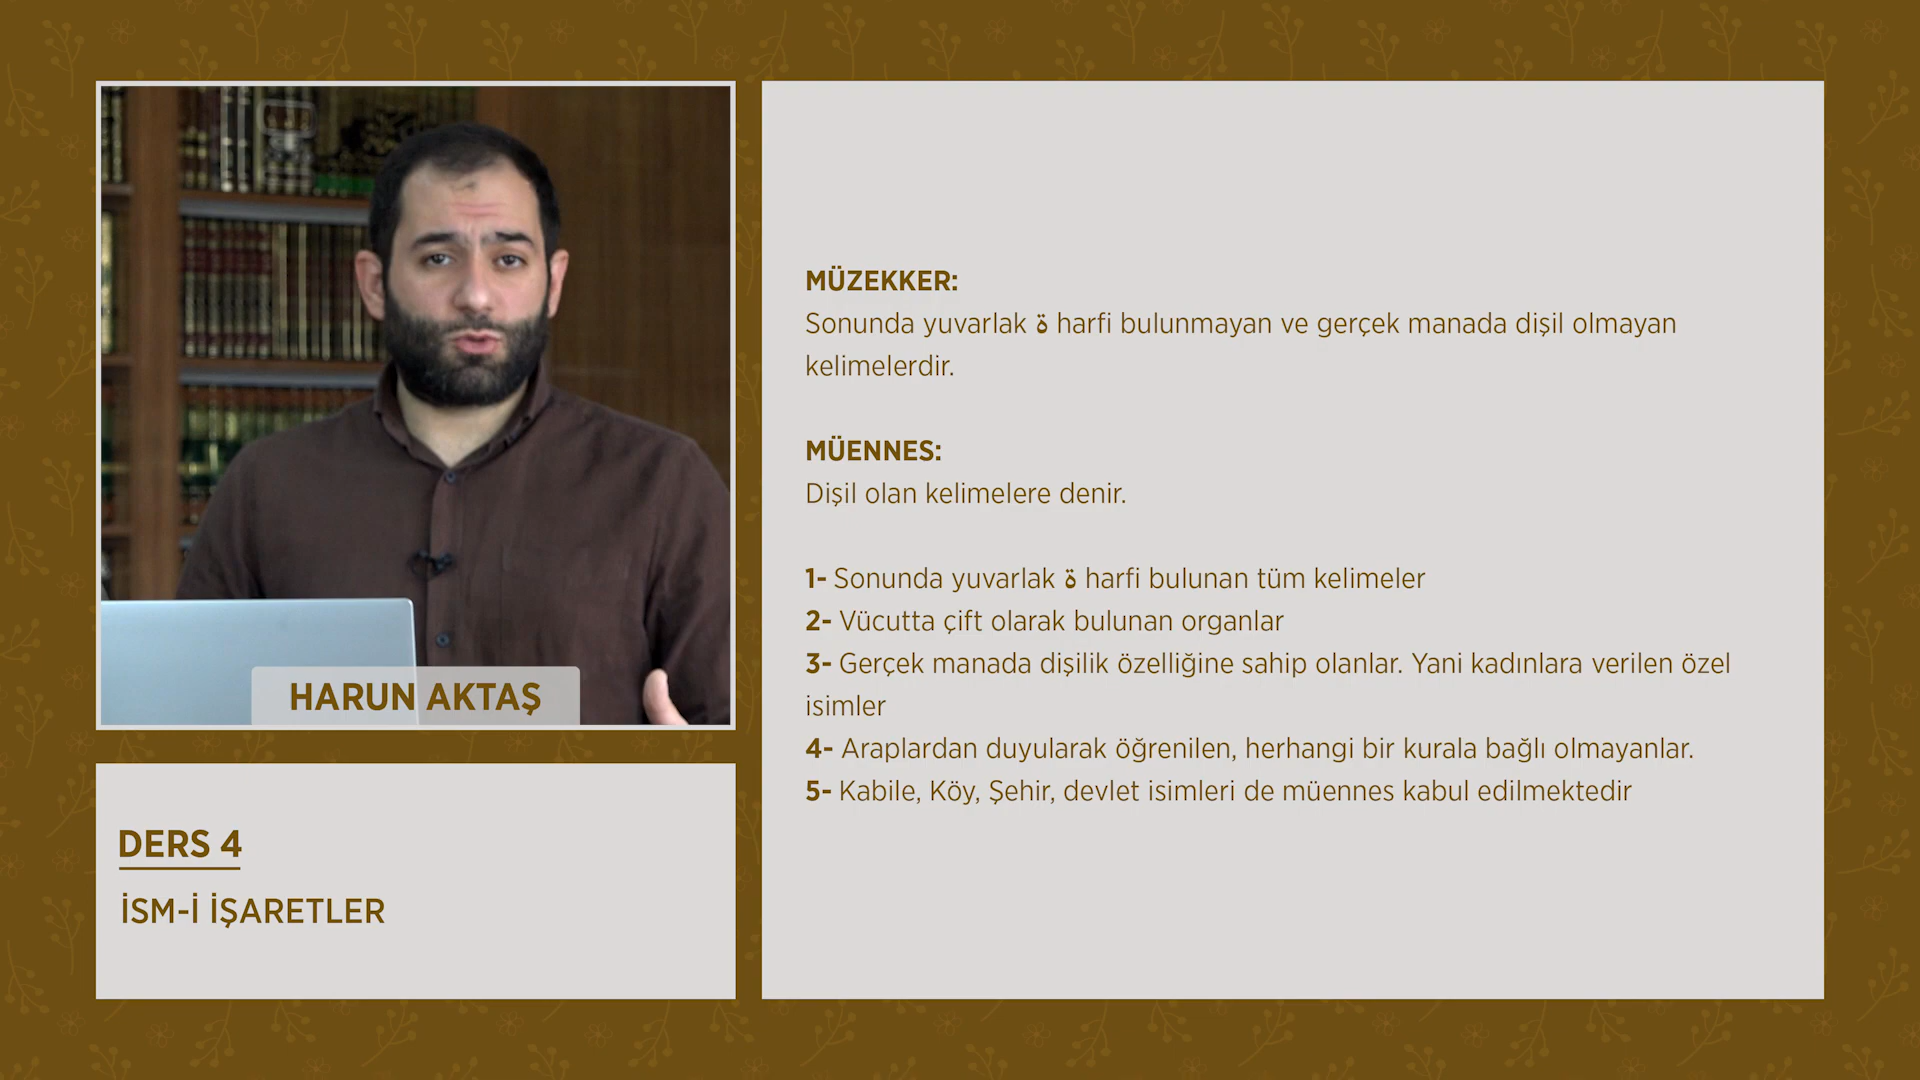 HARUN AKTAŞ
DERS 4
İSM-İ İŞARETLER
MÜZEKKER:
Sonunda yuvarlak ة harfi bulunmayan ve gerçek manada dişil olmayan
kelimelerdir.
MÜENNES:
Dişil olan kelimelere denir.
1- Sonunda yuvarlak ة harfi bulunan tüm kelimeler
2- Vücutta çift olarak bulunan organlar
3- Gerçek manada dişilik özelliğine sahip olanlar. Yani kadınlara verilen özel
isimler
4- Araplardan duyularak öğrenilen, herhangi bir kurala bağlı olmayanlar.
5- Kabile, Köy, Şehir, devlet isimleri de müennes kabul edilmektedir